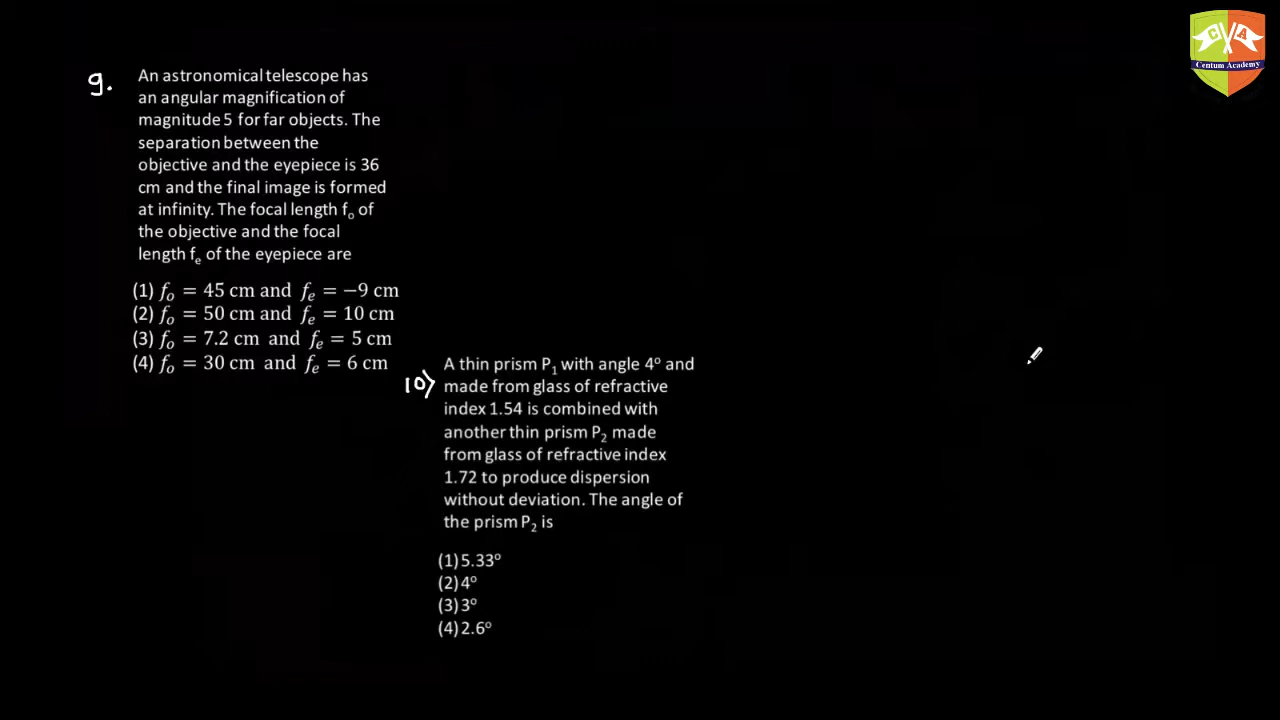 9.
An astronomical telescope has
an angular magnification of
magnitude 5 for far objects. The
separation between the
objective and the eyepiece is 36
cm and the final image is formed
at infinity. The focal length fₒ of
the objective and the focal
length fₑ of the eyepiece are
(1) fₒ = 45 cm and fₑ = −9 cm
(2) fₒ = 50 cm and fₑ = 10 cm
(3) fₒ = 7.2 cm and fₑ = 5 cm
(4) fₒ = 30 cm and fₑ = 6 cm
10)
A thin prism P₁ with angle 4º and
made from glass of refractive
index 1.54 is combined with
another thin prism P₂ made
from glass of refractive index
1.72 to produce dispersion
without deviation. The angle of
the prism P₂ is
(1) 5.33º
(2) 4º
(3) 3º
(4) 2.6º
C A
Centum Academy